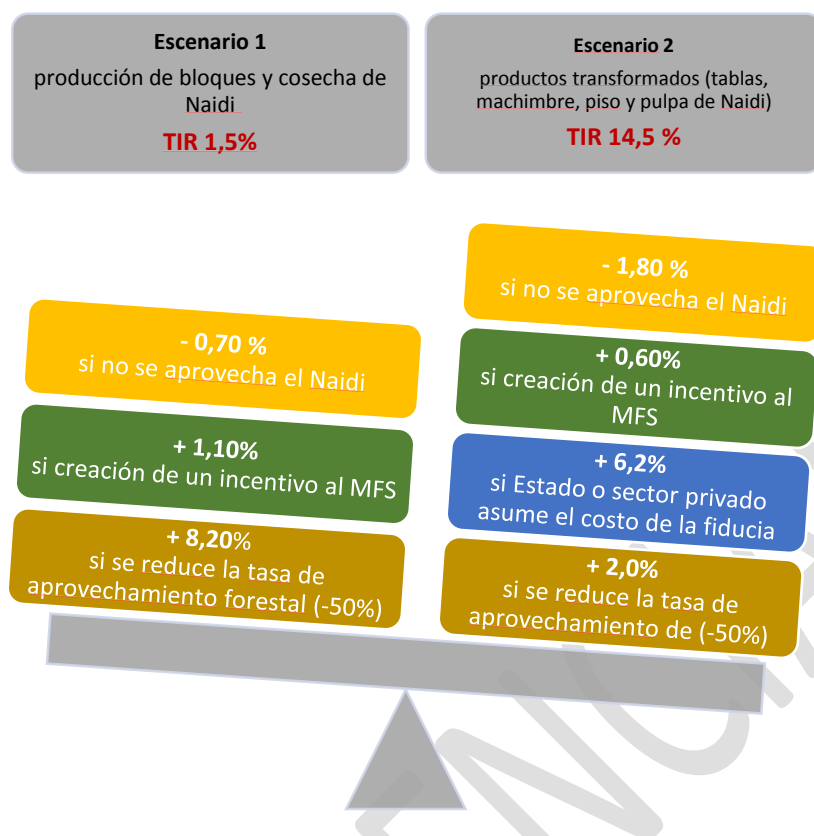 Escenario 1
producción de bloques y cosecha de
Naidi
TIR 1,5%
Escenario 2
productos transformados (tablas,
machimbre, piso y pulpa de Naidi)
TIR 14,5 %
- 0,70 %
si no se aprovecha el Naidi
+ 1,10%
si creación de un incentivo al MFS
+ 8,20%
si se reduce la tasa de
aprovechamiento forestal (-50%)
- 1,80 %
si no se aprovecha el Naidi
+ 0,60%
si creación de un incentivo al
MFS
+ 6,2%
si Estado o sector privado
asume el costo de la fiducia
+ 2,0%
si se reduce la tasa de
aprovechamiento de (-50%)